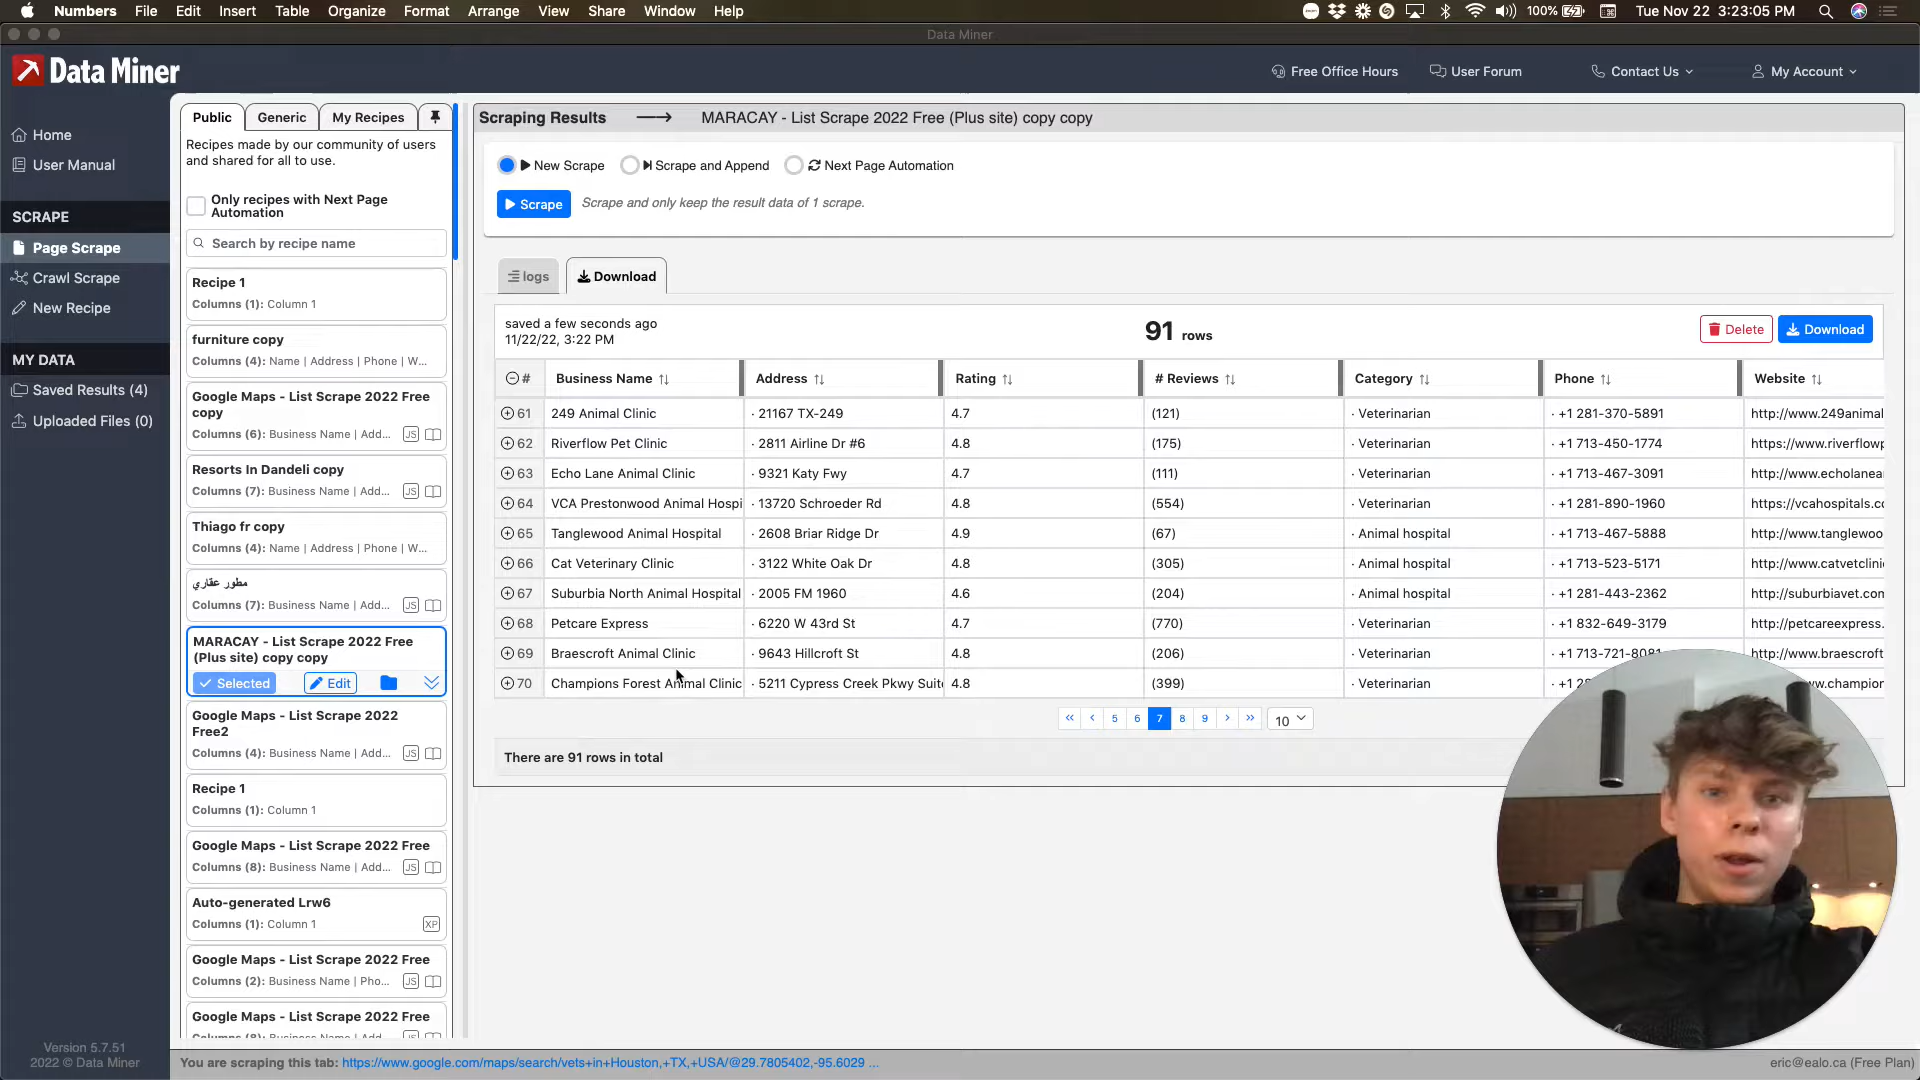 Numbers File Edit Insert Table Organize Format Arrange View Share Window Help 100% Tue Nov 22 3:23:05 PM
Data Miner
Data Miner
Free Office Hours User Forum Contact Us My Account
Home
User Manual
SCRAPE
Page Scrape
Crawl Scrape
New Recipe
MY DATA
Saved Results (4)
Uploaded Files (0)
Version 5.7.51
2022 © Data Miner
Public Generic My Recipes
Recipes made by our community of users
and shared for all to use.
Only recipes with Next Page
Automation
Search by recipe name
Recipe 1
Columns (1): Column 1
furniture copy
Columns (4): Name | Address | Phone | W...
Google Maps - List Scrape 2022 Free
copy
Columns (6): Business Name | Add... JS
Resorts In Dandeli copy
Columns (7): Business Name | Add... JS
Thiago fr copy
Columns (4): Name | Address | Phone | W...
مطور عقاري
Columns (7): Business Name | Add... JS
MARACAY - List Scrape 2022 Free
(Plus site) copy copy
Selected Edit
Google Maps - List Scrape 2022
Free2
Columns (4): Business Name | Add... JS
Recipe 1
Columns (1): Column 1
Google Maps - List Scrape 2022 Free
Columns (8): Business Name | Add... JS
Auto-generated Lrw6
Columns (1): Column 1 XP
Google Maps - List Scrape 2022 Free
Columns (2): Business Name | Pho... JS
Google Maps - List Scrape 2022 Free
Scraping Results MARACAY - List Scrape 2022 Free (Plus site) copy copy
New Scrape Scrape and Append Next Page Automation
Scrape Scrape and only keep the result data of 1 scrape.
logs Download
saved a few seconds ago
11/22/22, 3:22 PM
91 rows
Delete Download
# Business Name Address Rating # Reviews Category Phone Website
61 249 Animal Clinic · 21167 TX-249 4.7 (121) · Veterinarian · +1 281-370-5891 http://www.249animal
62 Riverflow Pet Clinic · 2811 Airline Dr #6 4.8 (175) · Veterinarian · +1 713-450-1774 https://www.riverflowp
63 Echo Lane Animal Clinic · 9321 Katy Fwy 4.7 (111) · Veterinarian · +1 713-467-3091 http://www.echolanea
64 VCA Prestonwood Animal Hospi · 13720 Schroeder Rd 4.8 (554) · Veterinarian · +1 281-890-1960 https://vcahospitals.co
65 Tanglewood Animal Hospital · 2608 Briar Ridge Dr 4.9 (67) · Animal hospital · +1 713-467-5888 http://www.tanglewoo
66 Cat Veterinary Clinic · 3122 White Oak Dr 4.8 (305) · Animal hospital · +1 713-523-5171 http://www.catvetclini
67 Suburbia North Animal Hospital · 2005 FM 1960 4.6 (204) · Animal hospital · +1 281-443-2362 http://suburbiavet.com
68 Petcare Express · 6220 W 43rd St 4.7 (770) · Veterinarian · +1 832-649-3179 http://petcareexpress.
69 Braescroft Animal Clinic · 9643 Hillcroft St 4.8 (206) · Veterinarian · +1 713-721-8081 http://www.braescroft
70 Champions Forest Animal Clinic · 5211 Cypress Creek Pkwy Suit 4.8 (399) · Veterinarian · +1 28 ww.champion
« ‹ 5 6 7 8 9 › » 10
There are 91 rows in total
You are scraping this tab: https://www.google.com/maps/search/vets+in+Houston,+TX,+USA/@29.7805402,-95.6029 ... eric@ealo.ca (Free Plan)